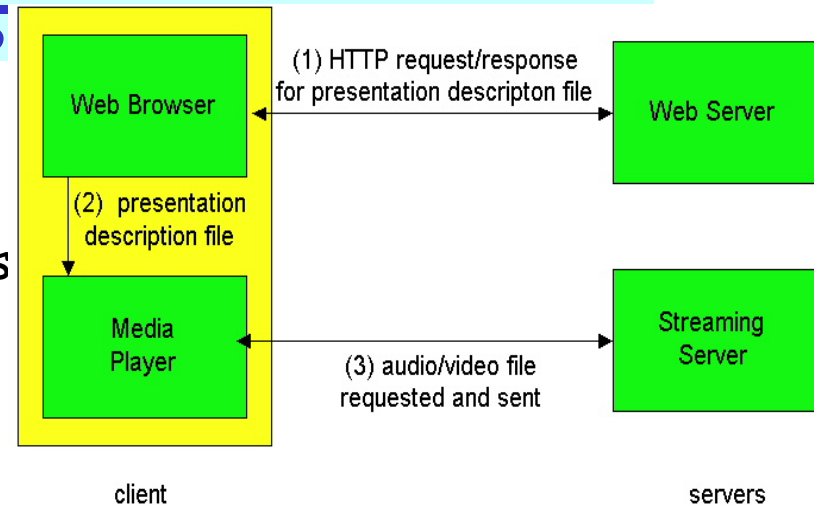 (1) HTTP request/response
for presentation descripton file
Web Browser
Web Server
(2) presentation
description file
Media
Player
Streaming
Server
(3) audio/video file
requested and sent
client
servers